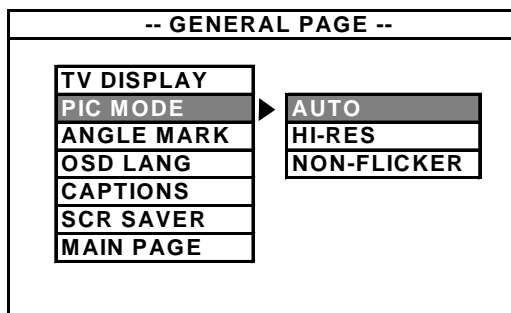 -- GENERAL PAGE --
TV DISPLAY
PIC MODE
ANGLE MARK
OSD LANG
CAPTIONS
SCR SAVER
MAIN PAGE
AUTO
HI-RES
NON-FLICKER